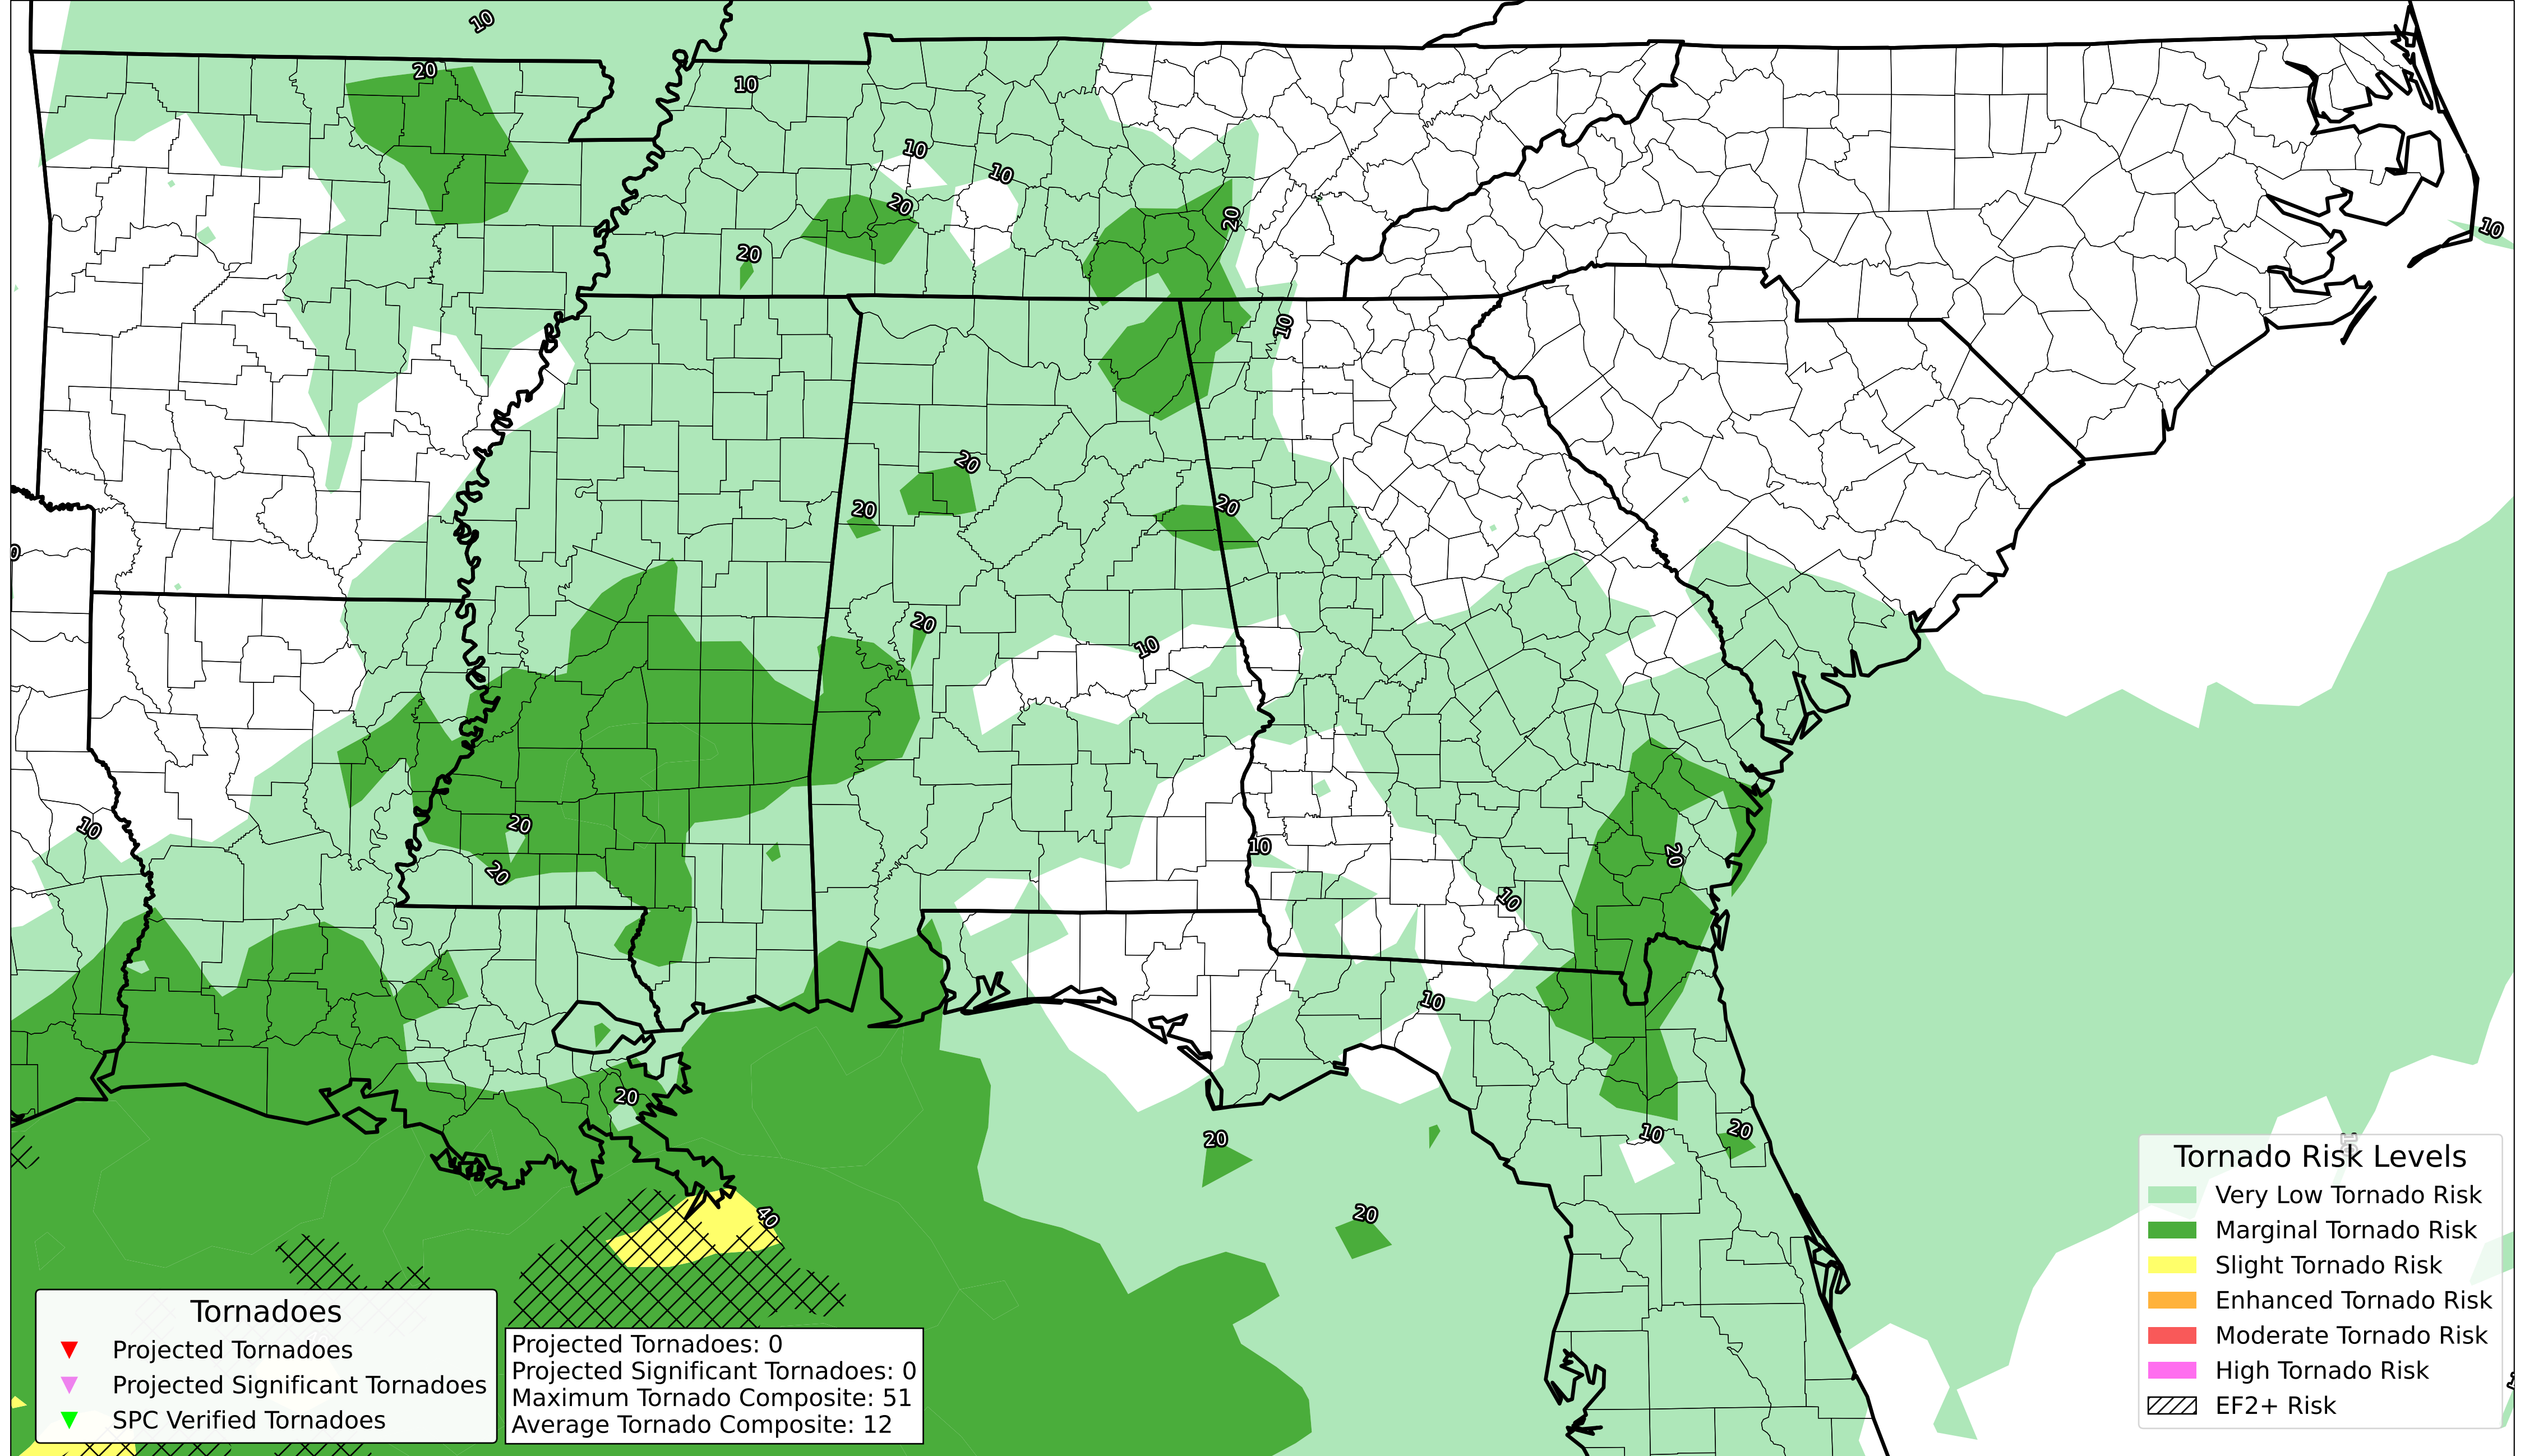 10
20
10
10
10
20
20
20
10
10
20
20
20
20
10
10
20
20
20
10
10
10
10
20
20
10
20
20
40
Tornado Risk Levels
Very Low Tornado Risk
Marginal Tornado Risk
Slight Tornado Risk
Enhanced Tornado Risk
Moderate Tornado Risk
High Tornado Risk
EF2+ Risk
Tornadoes
Projected Tornadoes
Projected Significant Tornadoes
SPC Verified Tornadoes
Projected Tornadoes: 0
Projected Significant Tornadoes: 0
Maximum Tornado Composite: 51
Average Tornado Composite: 12